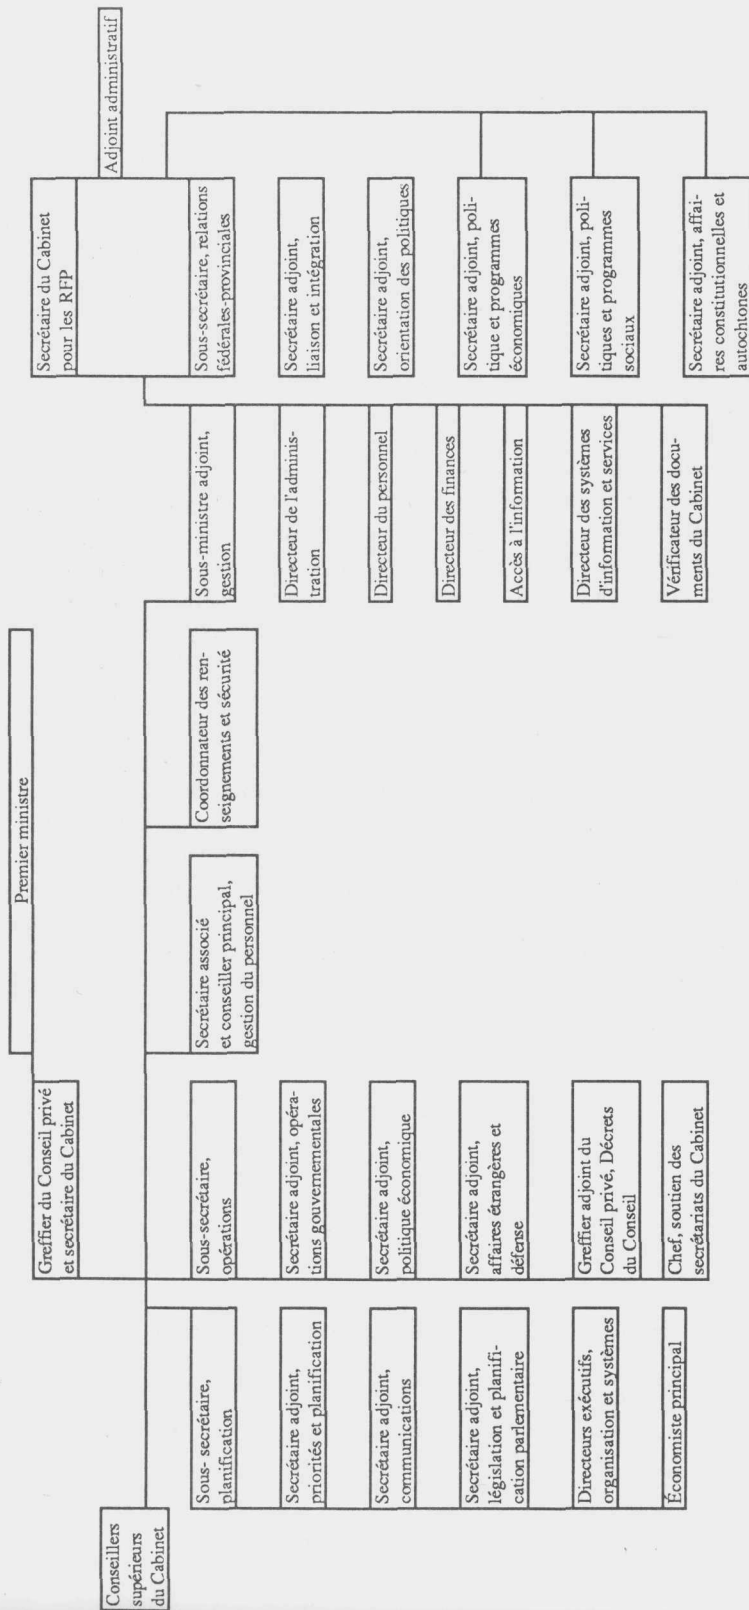 Premier ministre
Greffier du Conseil privé
et secrétaire du Cabinet
Secrétaire du Cabinet
pour les RFP
Conseillers
supérieurs
du Cabinet
Adjoint administratif
Sous- secrétaire,
planification
Secrétaire adjoint,
priorités et planification
Secrétaire adjoint,
communications
Secrétaire adjoint,
législation et planifi-
cation parlementaire
Directeurs exécutifs,
organisation et systèmes
Économiste principal
Sous-secrétaire,
opérations
Secrétaire adjoint, opéra-
tions gouvernementales
Secrétaire adjoint,
politique économique
Secrétaire adjoint,
affaires étrangères et
défense
Greffier adjoint du
Conseil privé, Décrets
du Conseil
Chef, soutien des
secrétariats du Cabinet
Secrétaire associé
et conseiller principal,
gestion du personnel
Coordonnateur des ren-
seignements et sécurité
Sous-ministre adjoint,
gestion
Directeur de l'adminis-
tration
Directeur du personnel
Directeur des finances
Accès à l'information
Directeur des systèmes
d'information et services
Vérificateur des docu-
ments du Cabinet
Sous-secrétaire, relations
fédérales-provinciales
Secrétaire adjoint,
liaison et intégration
Secrétaire adjoint,
orientation des politiques
Secrétaire adjoint, poli-
tique et programmes
économiques
Secrétaire adjoint, poli-
tiques et programmes
sociaux
Secrétaire adjoint, affai-
res constitutionnelles et
autochtones